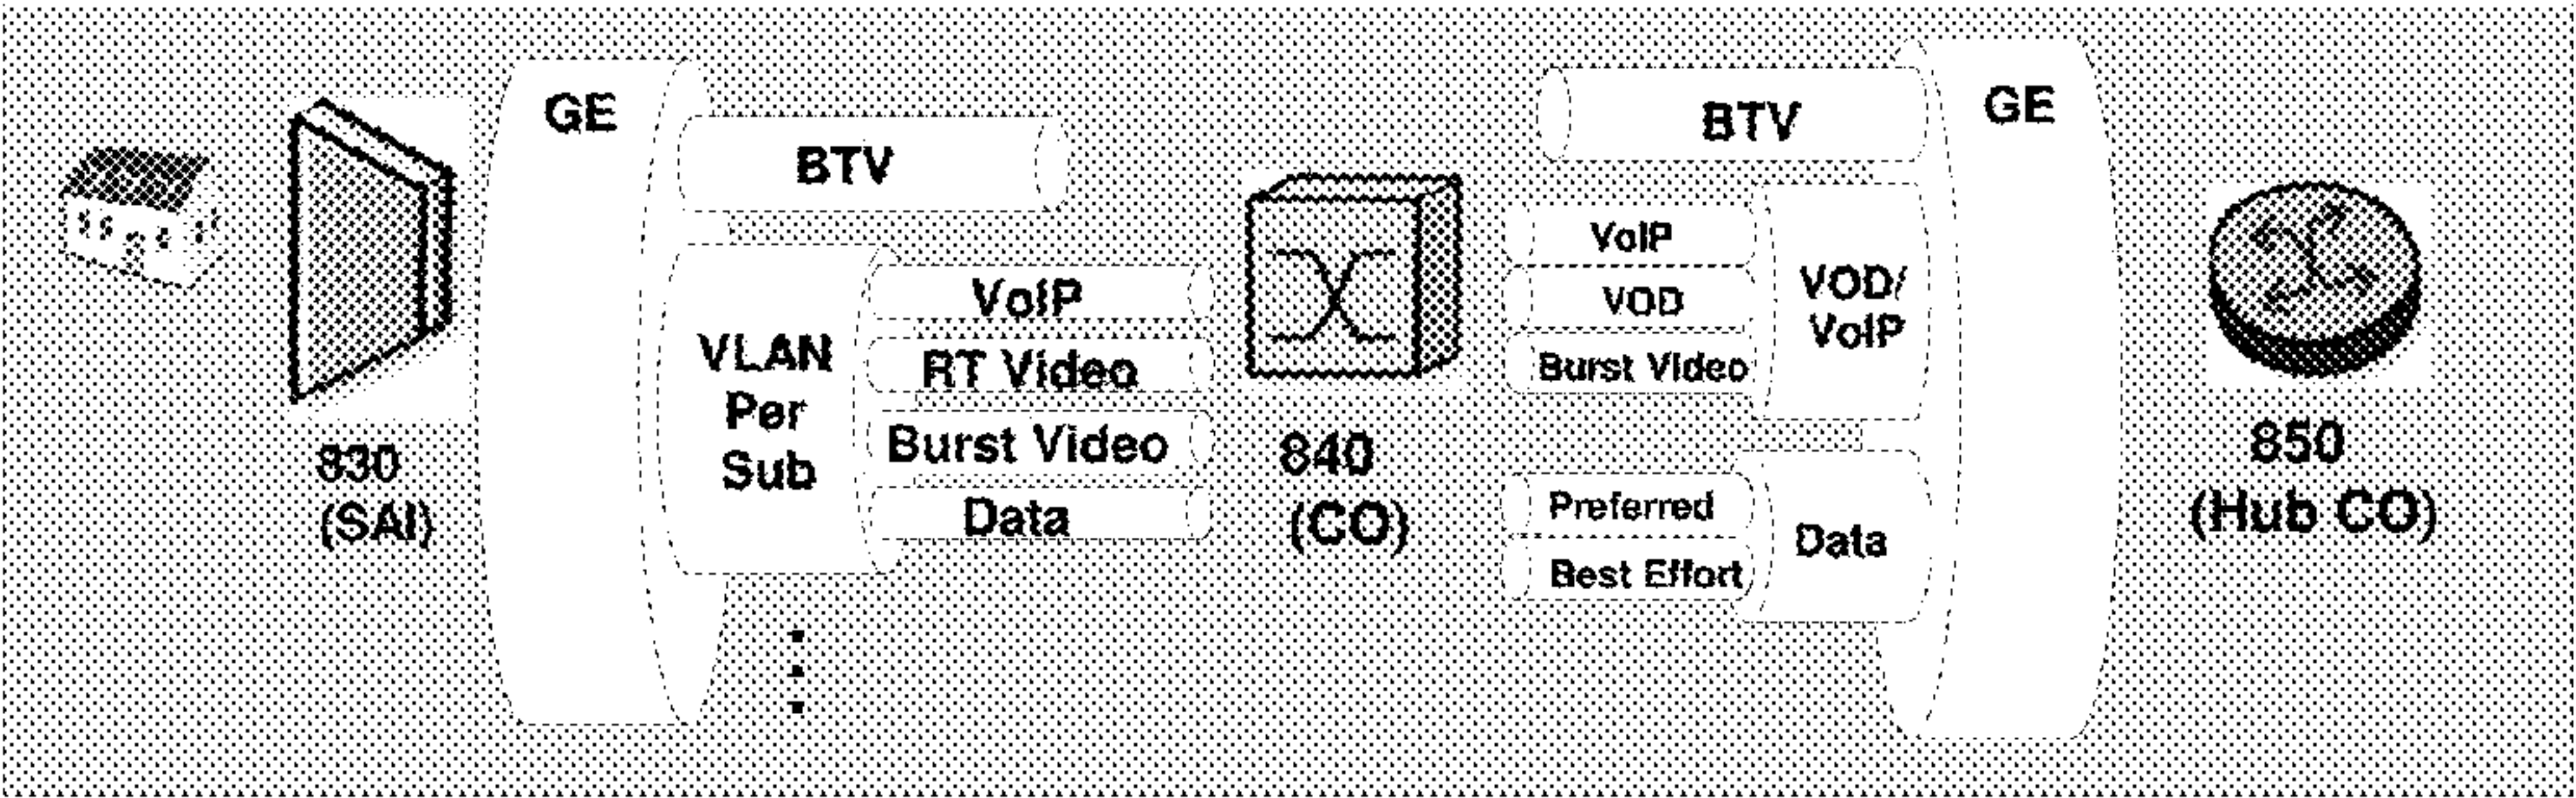 GE
BTV
VLAN
Per
Sub
VoIP
RT Video
Burst Video
Data
830
(SAI)
840
(CO)
BTV
GE
VoIP
VOD
Burst Video
VOD/
VoIP
Preferred
Best Effort
Data
850
(Hub CO)